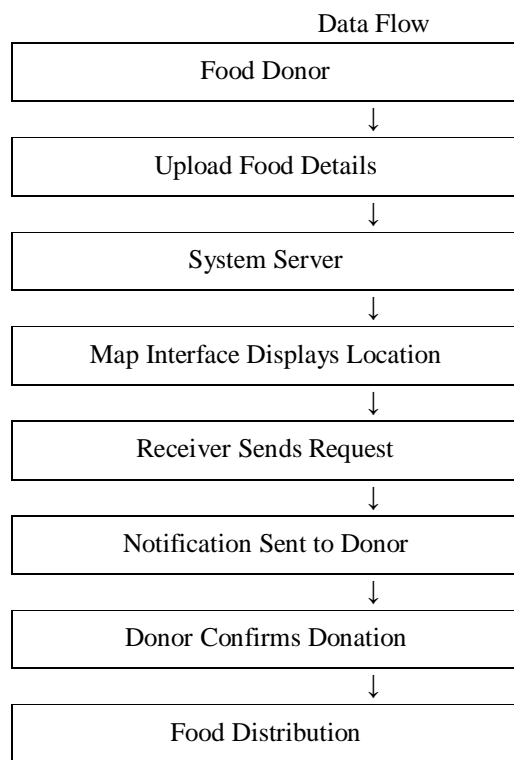 Data Flow
Food Donor
↓
Upload Food Details
↓
System Server
↓
Map Interface Displays Location
↓
Receiver Sends Request
↓
Notification Sent to Donor
↓
Donor Confirms Donation
↓
Food Distribution